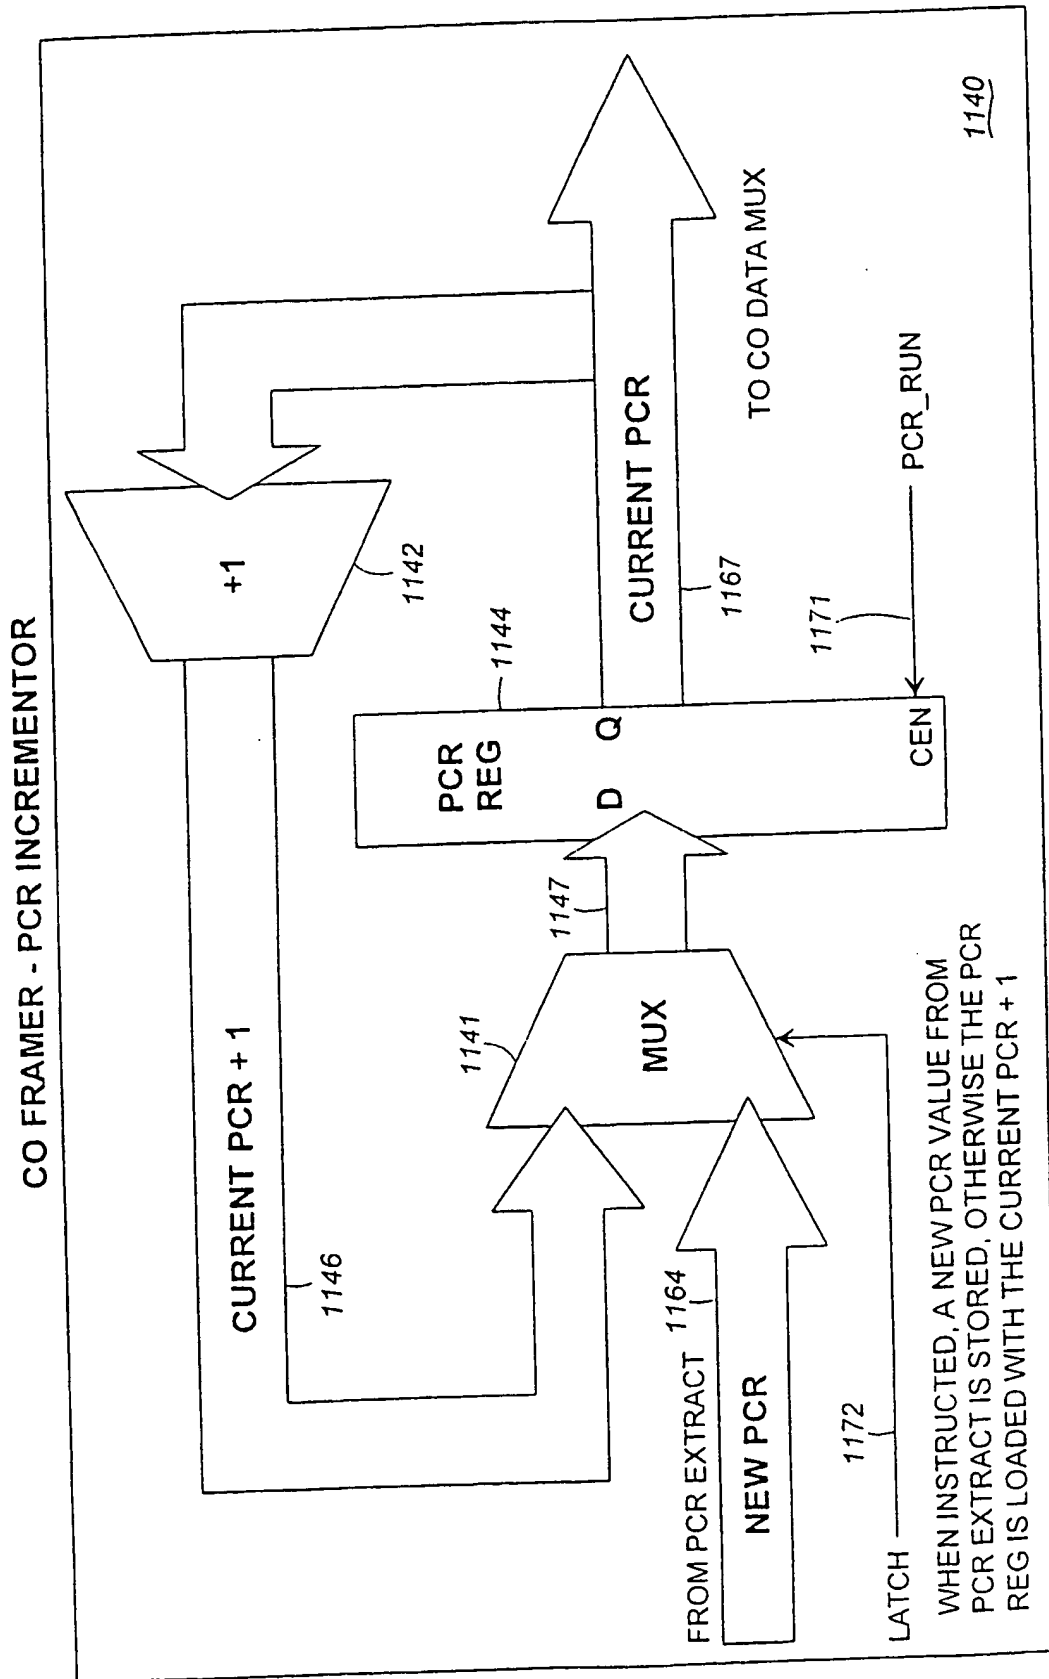 CO FRAMER - PCR INCREMENTOR
CURRENT PCR + 1
1146
+1
1142
FROM PCR EXTRACT
1164
NEW PCR
1141
MUX
1147
PCR
REG
D
Q
1144
CEN
CURRENT PCR
1167
TO CO DATA MUX
1171
PCR_RUN
LATCH
1172
WHEN INSTRUCTED, A NEW PCR VALUE FROM
PCR EXTRACT IS STORED, OTHERWISE THE PCR
REG IS LOADED WITH THE CURRENT PCR + 1
1140